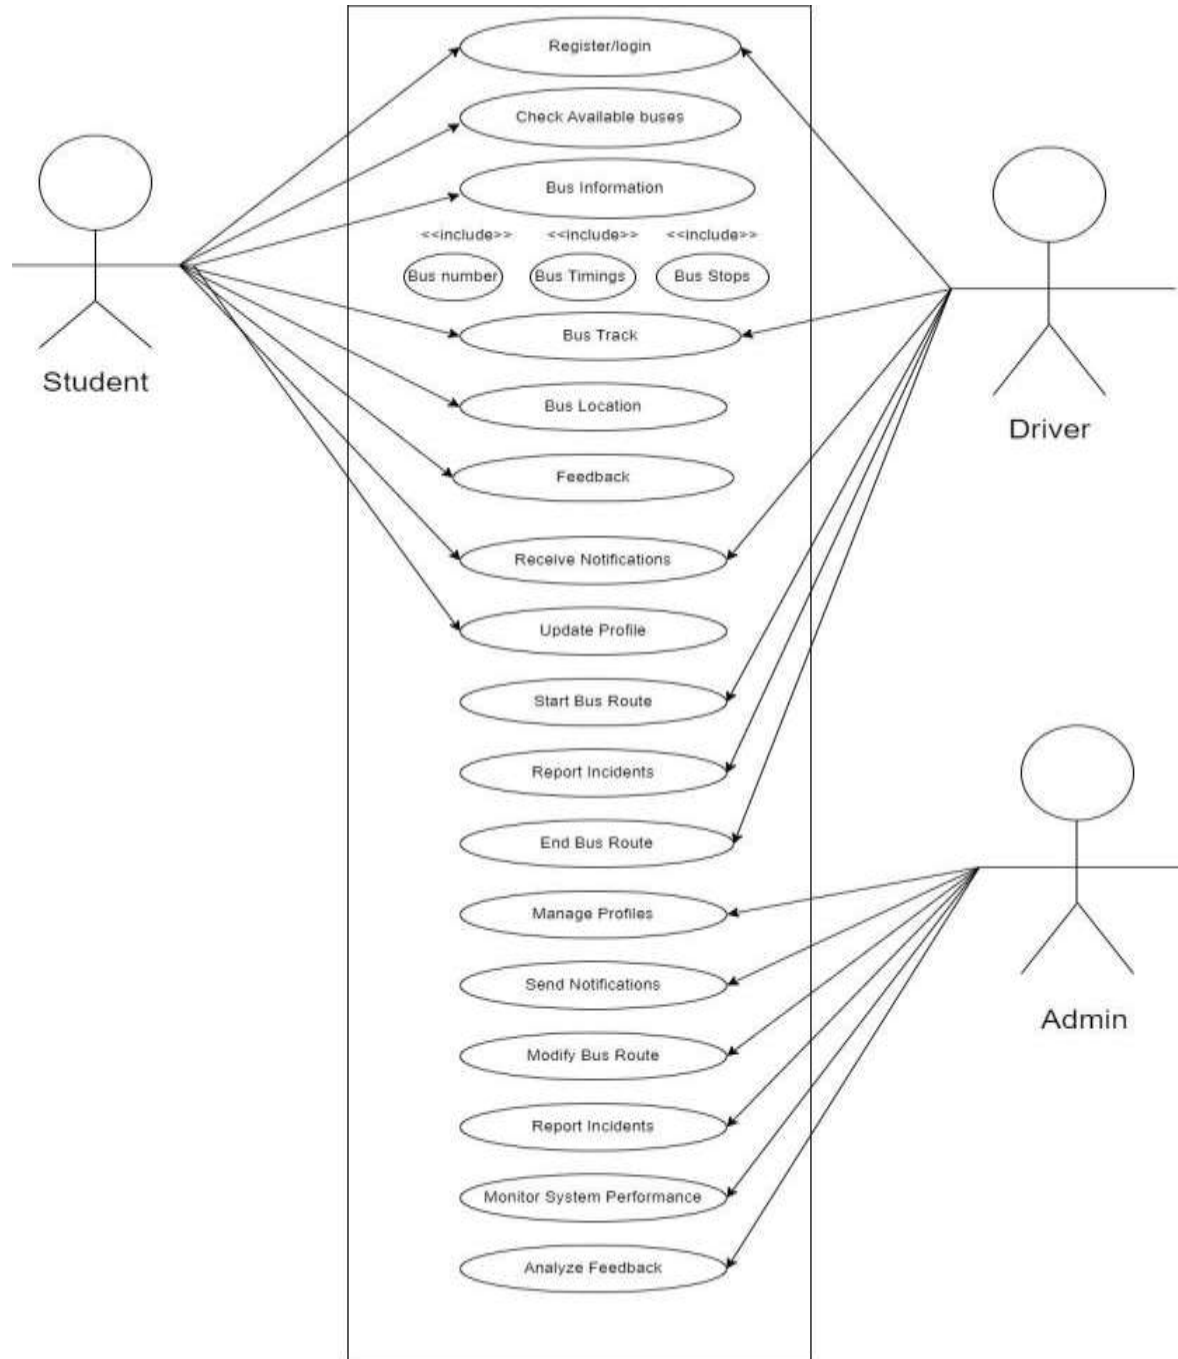 Register/login
Check Available buses
Bus Information
<<include>> <<include>> <<include>>
Bus number Bus Timings Bus Stops
Bus Track
Student
Bus Location
Driver
Feedback
Receive Notifications
Update Profile
Start Bus Route
Report Incidents
End Bus Route
Manage Profiles
Send Notifications
Admin
Modify Bus Route
Report Incidents
Monitor System Performance
Analyze Feedback